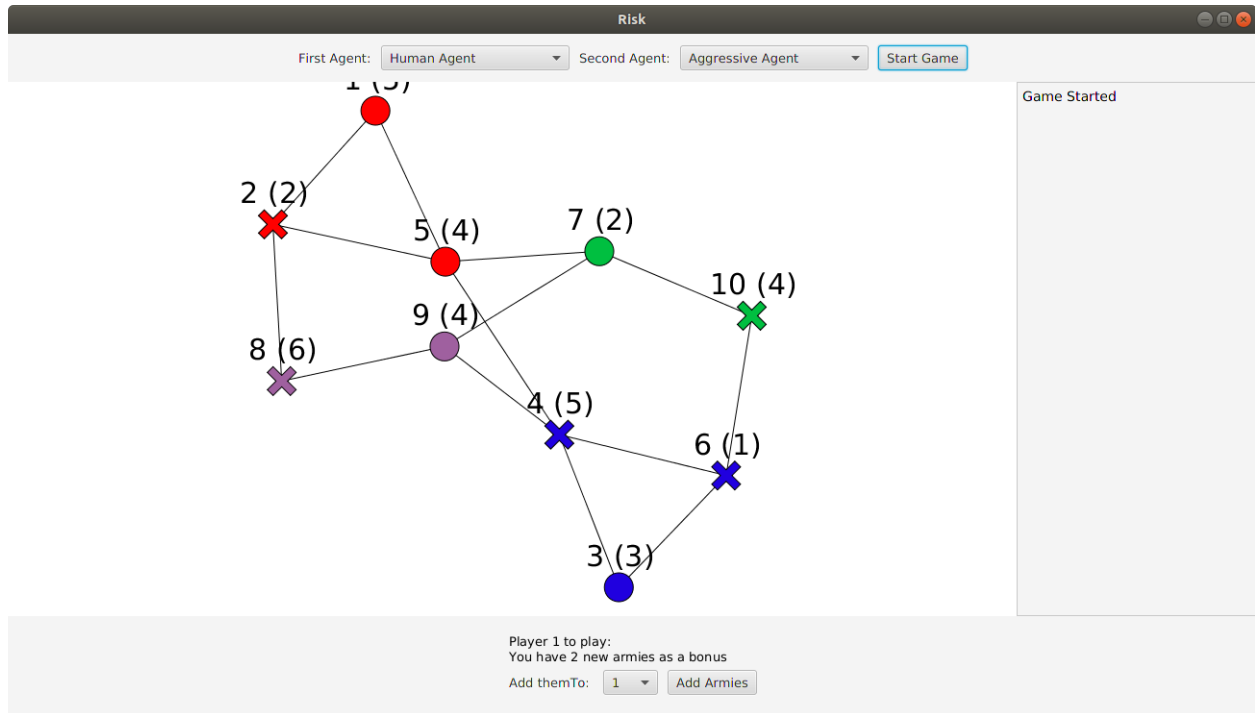 Risk
First Agent: Human Agent Second Agent: Aggressive Agent Start Game
Game Started
1
2 (2)
5 (4)
7 (2)
10 (4)
9 (4)
8 (6)
4 (5)
6 (1)
3 (3)
Player 1 to play:
You have 2 new armies as a bonus
Add themTo: 1 Add Armies